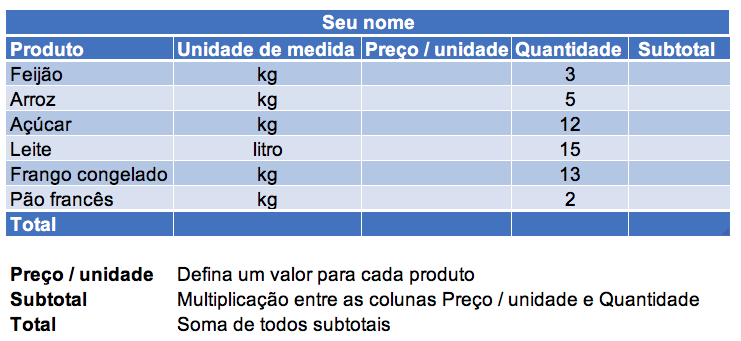 Seu nome
Produto Unidade de medida Preço / unidade Quantidade Subtotal
Feijão kg 3
Arroz kg 5
Açúcar kg 12
Leite litro 15
Frango congelado kg 13
Pão francês kg 2
Total
Preço / unidade Defina um valor para cada produto
Subtotal Multiplicação entre as colunas Preço / unidade e Quantidade
Total Soma de todos subtotais